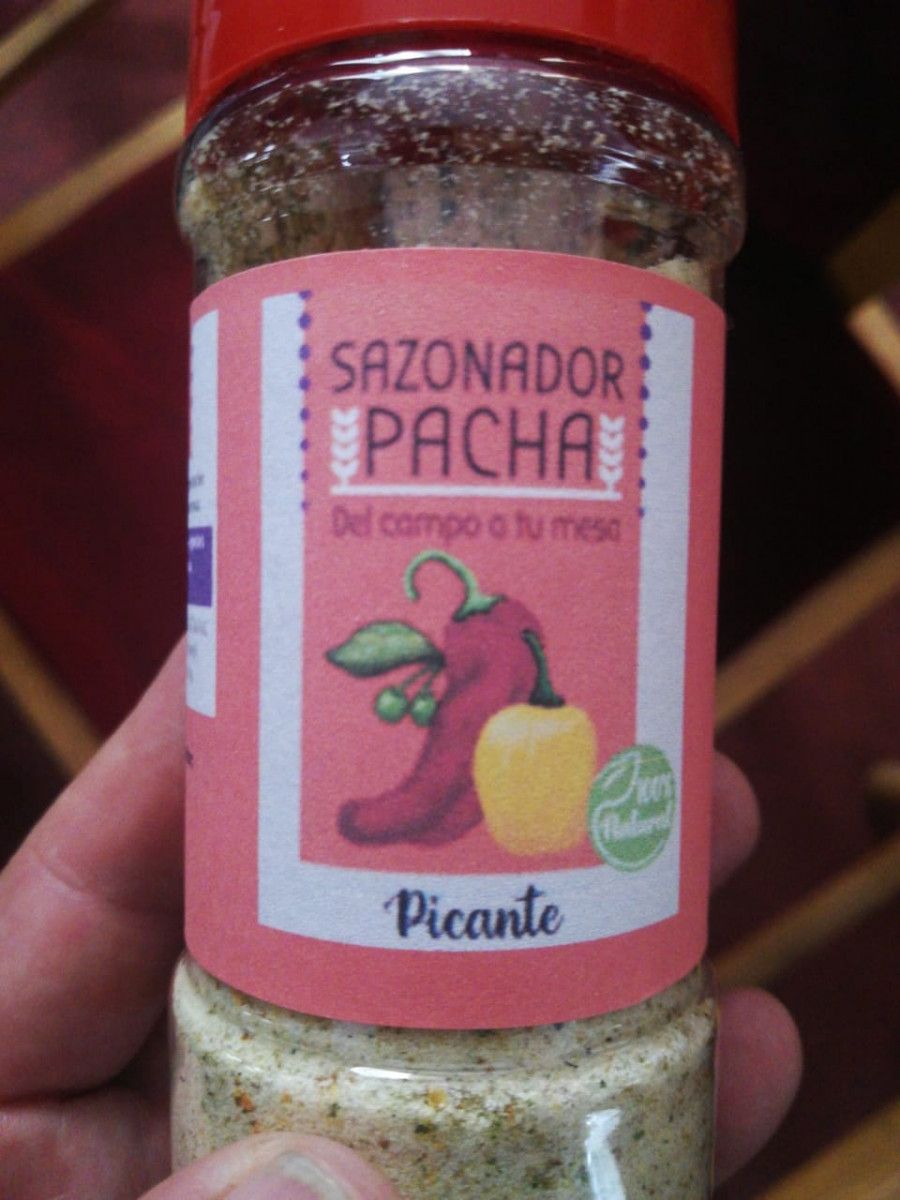 SAZONADOR
PACHA
Del campo a tu mesa
100%
Natural
Picante